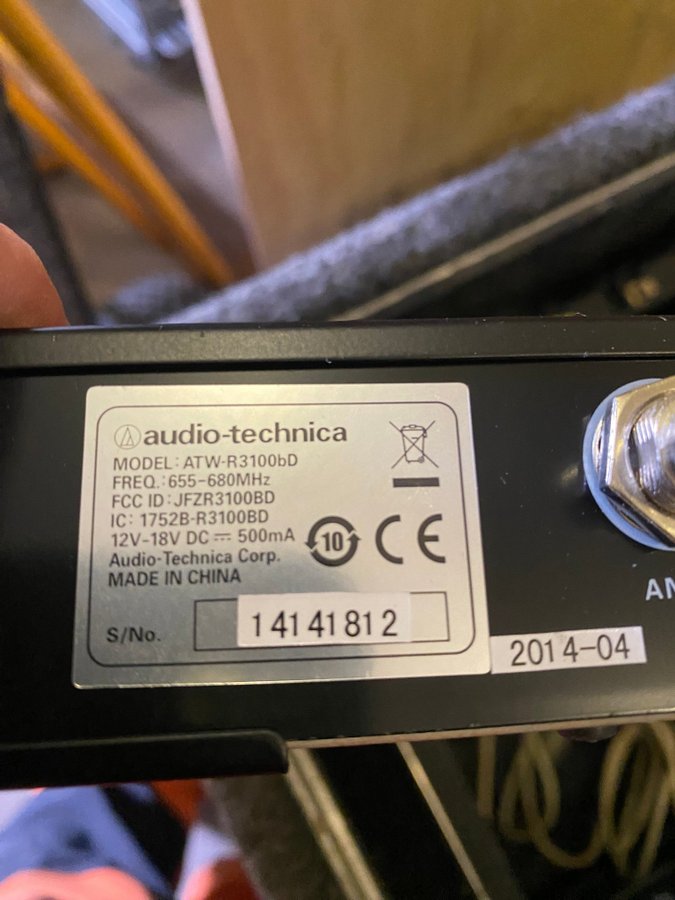 audio-technica
MODEL: ATW-R3100bD
FREQ.: 655-680MHz
FCC ID: JFZR3100BD
IC: 1752B-R3100BD
12V-18V DC ⎓ 500mA
Audio-Technica Corp.
MADE IN CHINA
10
CE
S/No. 14141812
2014-04